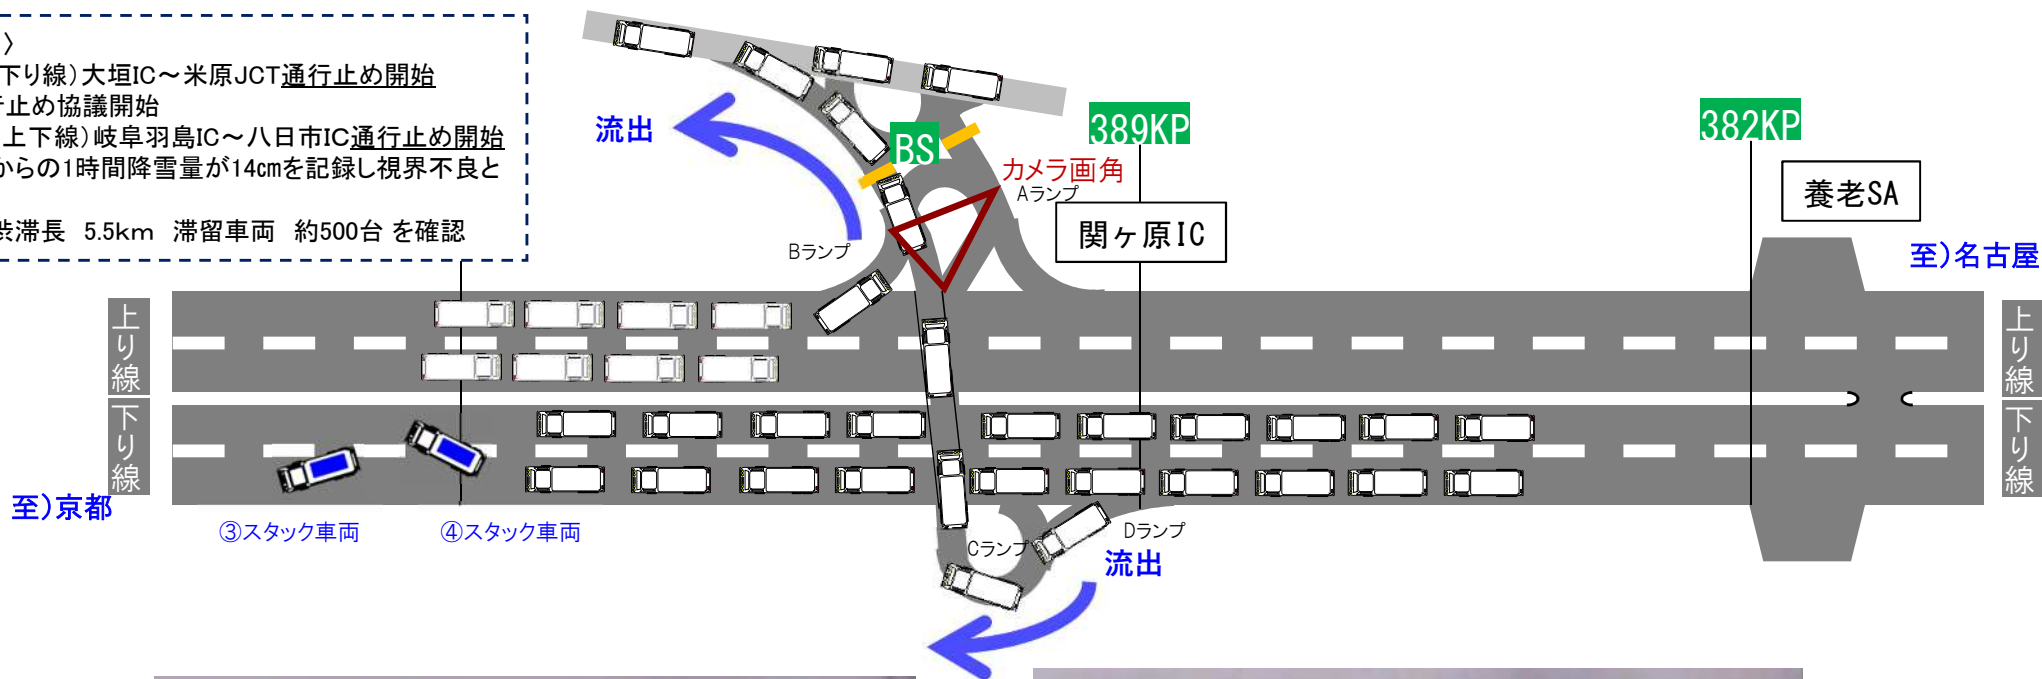 〉
下り線）大垣IC～米原JCT通行止め開始
行止め協議開始
上下線）岐阜羽島IC～八日市IC通行止め開始
からの1時間降雪量が14㎝を記録し視界不良と
渋滞長 5.5km 滞留車両 約500台 を確認
流出
BS
389KP
382KP
カメラ画角
Aランプ
養老SA
関ヶ原IC
Bランプ
至）名古屋
上り線
上り線
下り線
下り線
至）京都
③スタック車両
④スタック車両
Cランプ
Dランプ
流出